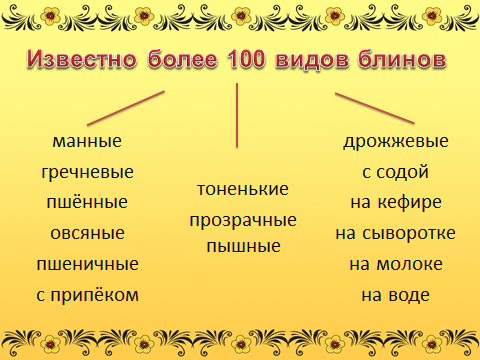 Известно более 100 видов блинов
манные
гречневые
пшённые
овсяные
пшеничные
с припёком
тоненькие
прозрачные
пышные
дрожжевые
с содой
на кефире
на сыворотке
на молоке
на воде